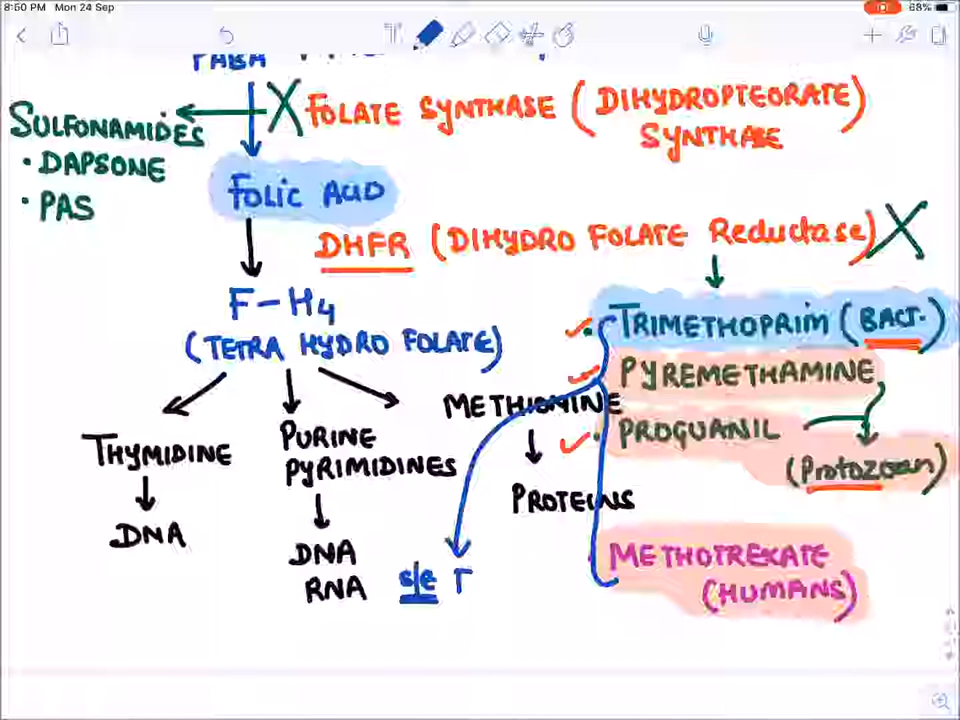 8:50 PM Mon 24 Sep
68%
PABA
SULFONAMIDES
• DAPSONE
• PAS
X FOLATE SYNTHASE (DIHYDROPTEORATE)
SYNTHASE
FOLIC ACID
DHFR (DIHYDRO FOLATE Reductase) X
F-H4
(TETRA HYDRO FOLATE)
TRIMETHOPRIM (BACT.)
PYREMETHAMINE
PROGUANIL
(Protozoan)
METHOTREXATE
(HUMANS)
THYMIDINE
DNA
PURINE
PYRIMIDINES
DNA
RNA
METHIONINE
PROTEINS
s/e T